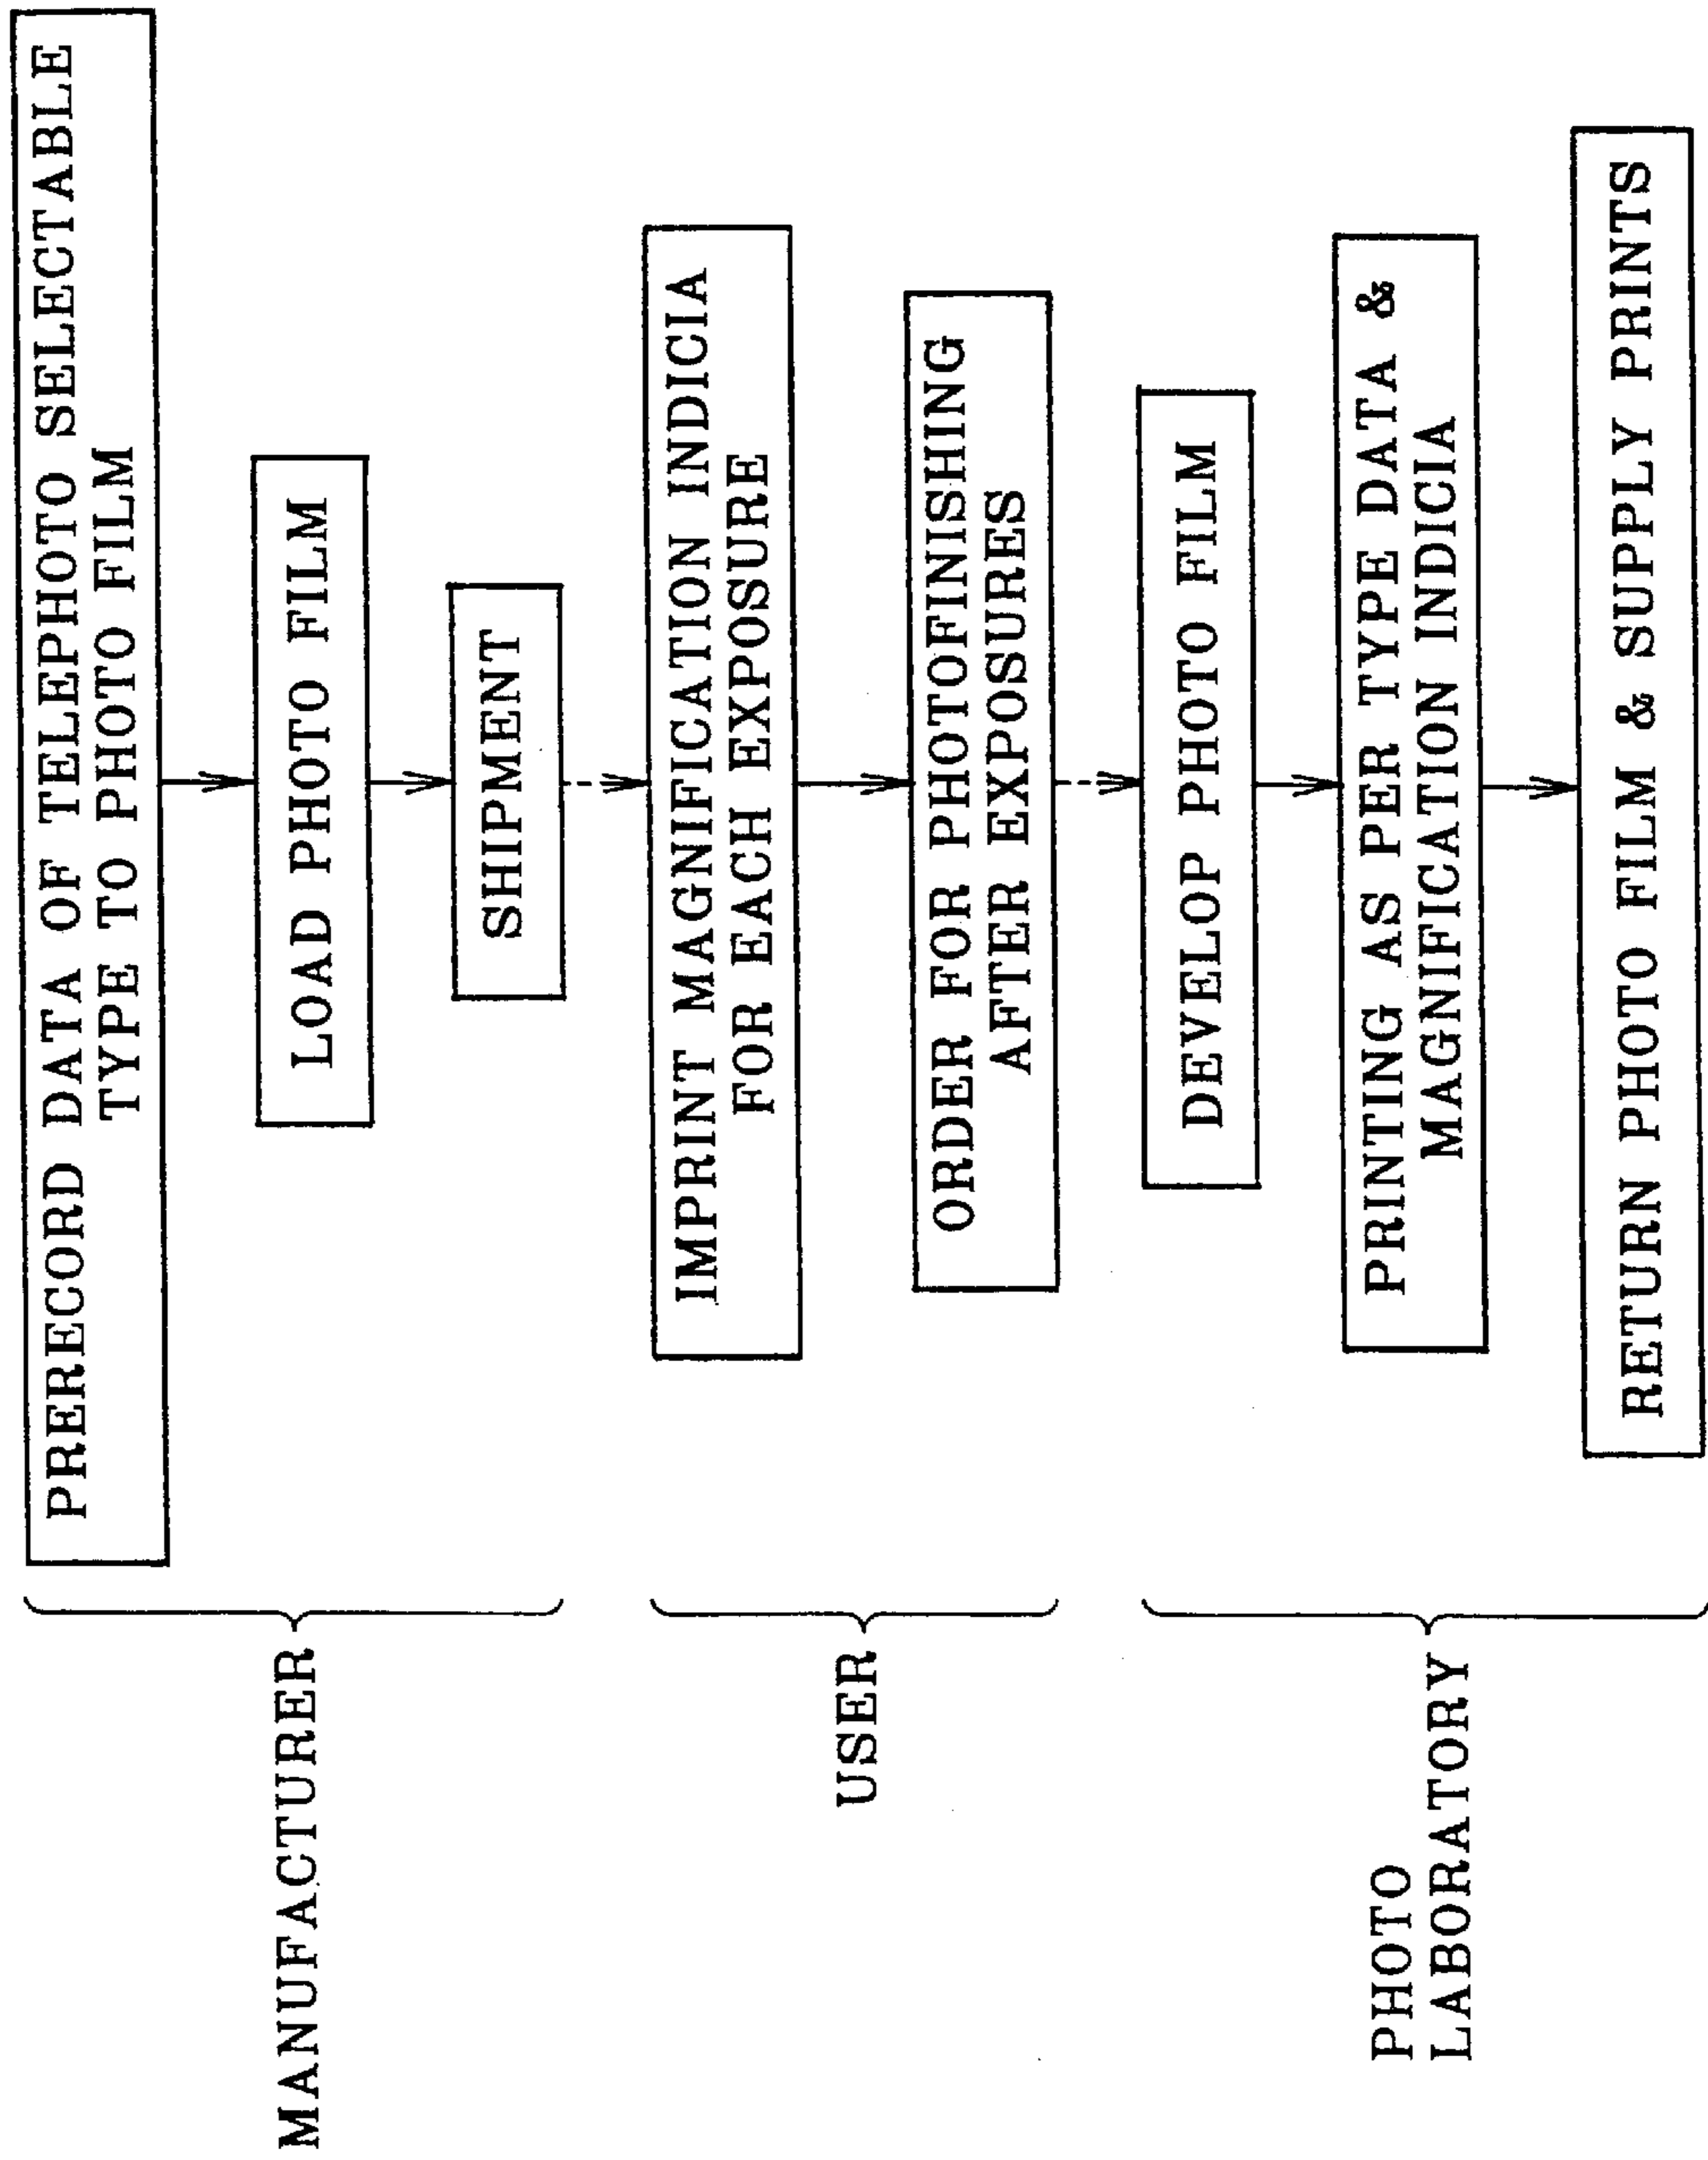 MANUFACTURER
PRERECORD DATA OF TELEPHOTO SELECTABLE
TYPE TO PHOTO FILM
LOAD PHOTO FILM
SHIPMENT
USER
IMPRINT MAGNIFICATION INDICIA
FOR EACH EXPOSURE
ORDER FOR PHOTOFINISHING
AFTER EXPOSURES
PHOTO
LABORATORY
DEVELOP PHOTO FILM
PRINTING AS PER TYPE DATA &
MAGNIFICATION INDICIA
RETURN PHOTO FILM & SUPPLY PRINTS